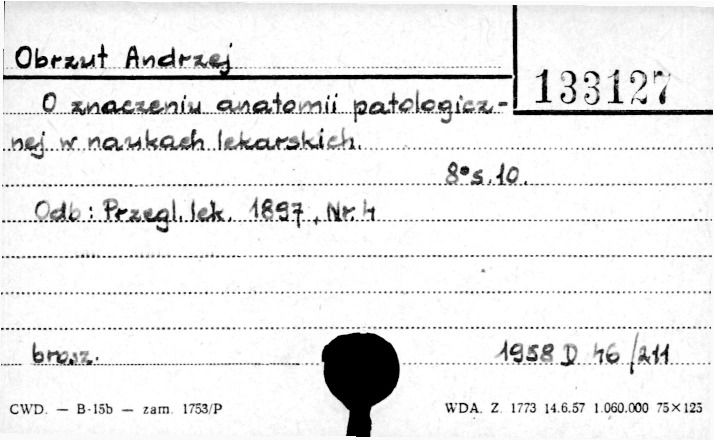 Obrzut Andrzej
133127
O znaczeniu anatomii patologicz-
nej w naukach lekarskich.
8° s. 10.
Odb: Przegl. lek. 1897, Nr. 4
brosz.
1958 D 46/211
CWD. — B-15b — zam. 1753/P
WDA. Z. 1773 14.6.57 1.060.000 75×125